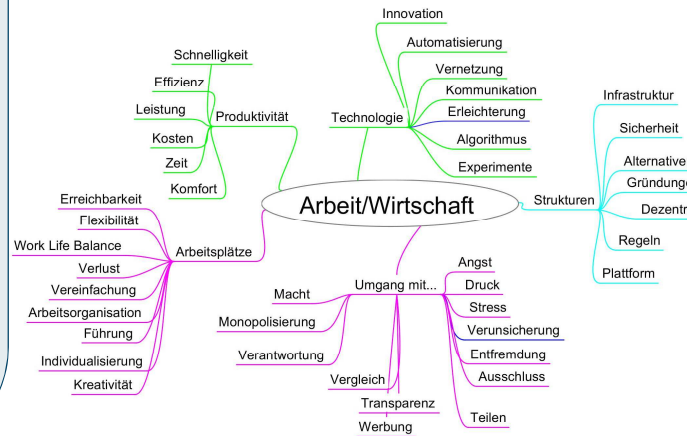 Innovation
Automatisierung
Vernetzung
Kommunikation
Erleichterung
Algorithmus
Experimente
Technologie
Schnelligkeit
Effizienz
Leistung
Kosten
Zeit
Komfort
Produktivität
Infrastruktur
Sicherheit
Alternative
Regeln
Plattform
Strukturen
Arbeit/Wirtschaft
Erreichbarkeit
Flexibilität
Work Life Balance
Verlust
Vereinfachung
Arbeitsorganisation
Führung
Individualisierung
Kreativität
Arbeitsplätze
Umgang mit...
Macht
Monopolisierung
Verantwortung
Vergleich
Transparenz
Werbung
Angst
Druck
Stress
Verunsicherung
Entfremdung
Ausschluss
Teilen